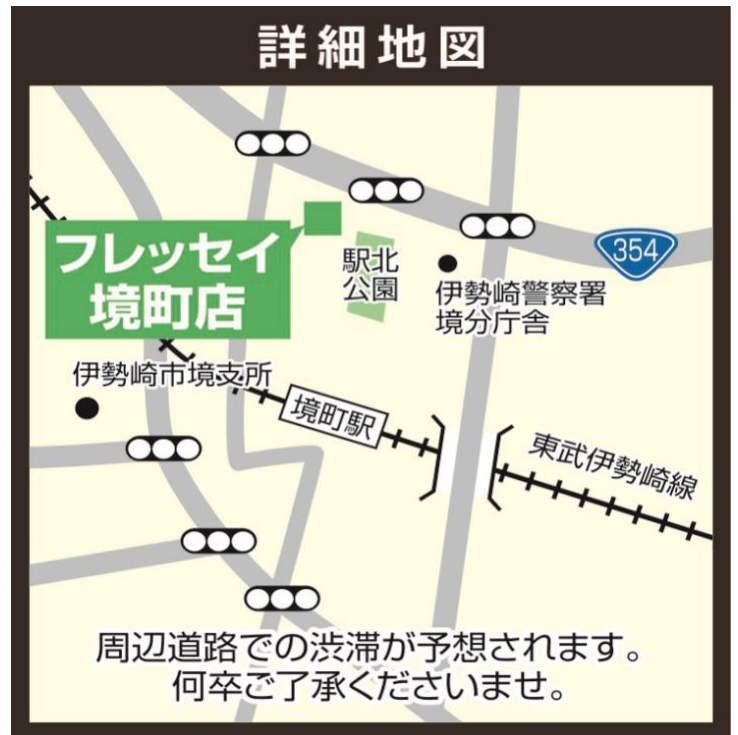 詳細地図
354
フレッセイ
境町店
駅北
公園
伊勢崎警察署
境分庁舎
伊勢崎市境支所
境町駅
東武伊勢崎線
周辺道路での渋滞が予想されます。
何卒ご了承くださいませ。